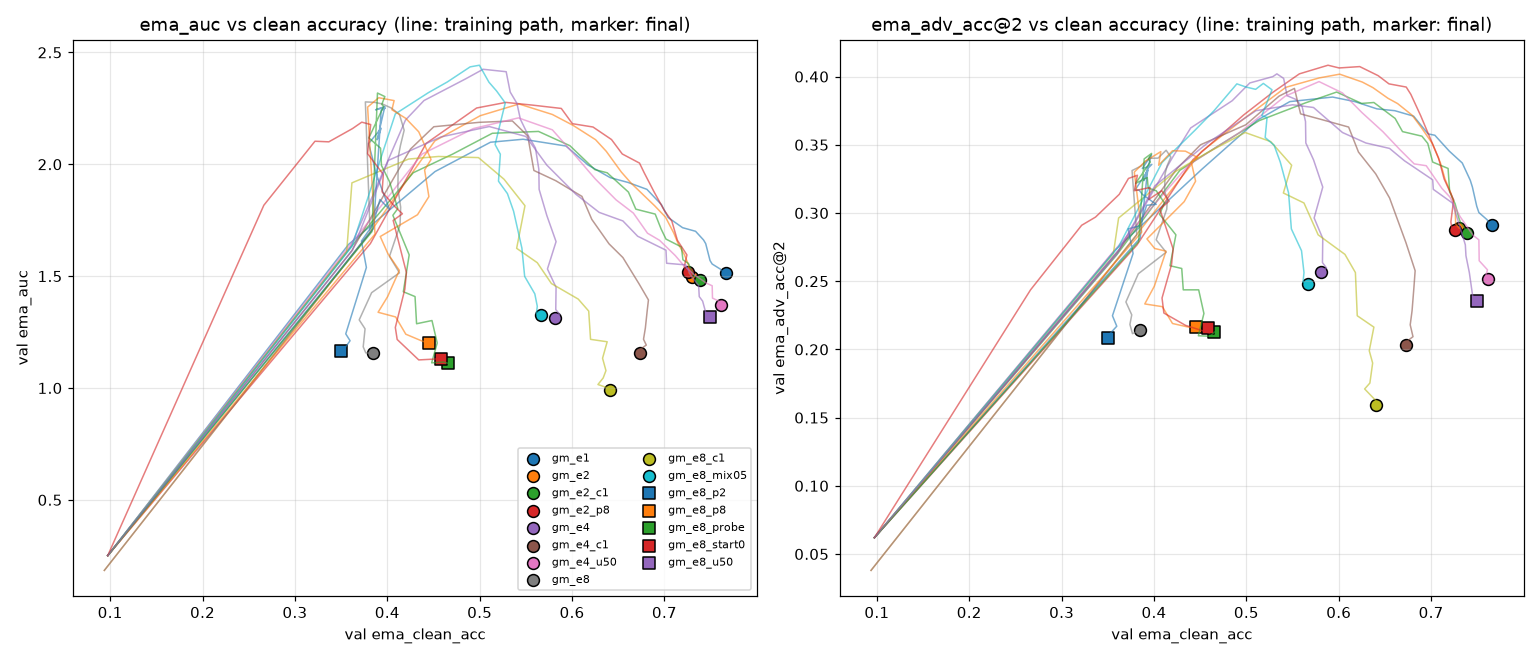 ema_auc vs clean accuracy (line: training path, marker: final)
2.5
2.0
1.5
1.0
0.5
val ema_auc
0.1 0.2 0.3 0.4 0.5 0.6 0.7
val ema_clean_acc
gm_e1
gm_e2
gm_e2_c1
gm_e2_p8
gm_e4
gm_e4_c1
gm_e4_u50
gm_e8
gm_e8_c1
gm_e8_mix05
gm_e8_p2
gm_e8_p8
gm_e8_probe
gm_e8_start0
gm_e8_u50
ema_adv_acc@2 vs clean accuracy (line: training path, marker: final)
0.40
0.35
0.30
0.25
0.20
0.15
0.10
0.05
val ema_adv_acc@2
0.1 0.2 0.3 0.4 0.5 0.6 0.7
val ema_clean_acc